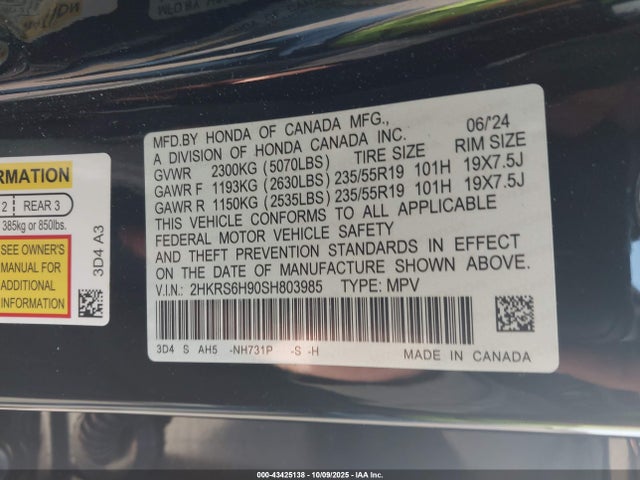 RMATION
2 REAR 3
385kg or 850lbs.
SEE OWNER'S
MANUAL FOR
ADDITIONAL
INFORMATION
3D4 A3
MFD.BY HONDA OF CANADA MFG., 06/24
A DIVISION OF HONDA CANADA INC.
GVWR 2300KG (5070LBS) TIRE SIZE RIM SIZE
GAWR F 1193KG (2630LBS) 235/55R19 101H 19X7.5J
GAWR R 1150KG (2535LBS) 235/55R19 101H 19X7.5J
THIS VEHICLE CONFORMS TO ALL APPLICABLE
FEDERAL MOTOR VEHICLE SAFETY
AND THEFT PREVENTION STANDARDS IN EFFECT
ON THE DATE OF MANUFACTURE SHOWN ABOVE.
V.I.N.: 2HKRS6H90SH803985 TYPE: MPV
3D4 S AH5 -NH731P -S -H
MADE IN CANADA
000-43425138 - 10/09/2025 - IAA Inc.